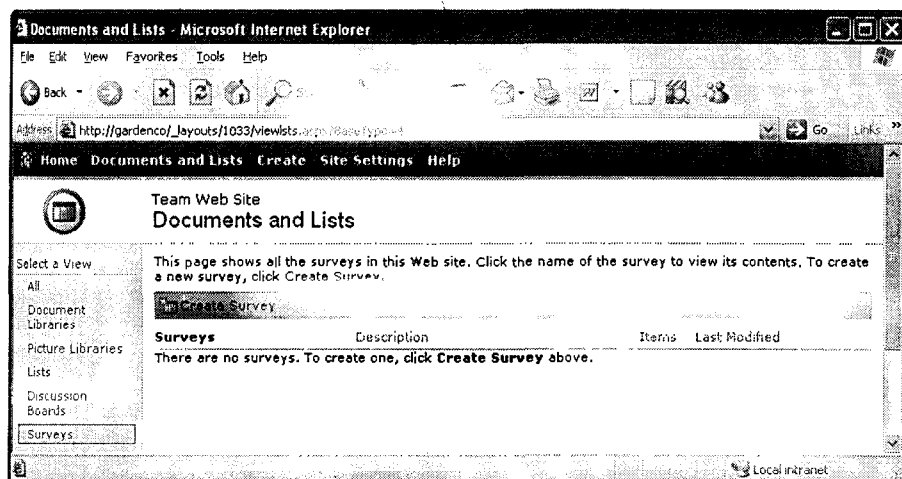 Documents and Lists - Microsoft Internet Explorer
File Edit View Favorites Tools Help
Back
Address http://gardenco/_layouts/1033/viewlsts.aspx?BaseType=4 Go Links »
Home Documents and Lists Create Site Settings Help
Team Web Site
Documents and Lists
Select a View
All
Document
Libraries
Picture Libraries
Lists
Discussion
Boards
Surveys
This page shows all the surveys in this Web site. Click the name of the survey to view its contents. To create
a new survey, click Create Survey.
Create Survey
Surveys Description Items Last Modified
There are no surveys. To create one, click Create Survey above.
Local intranet